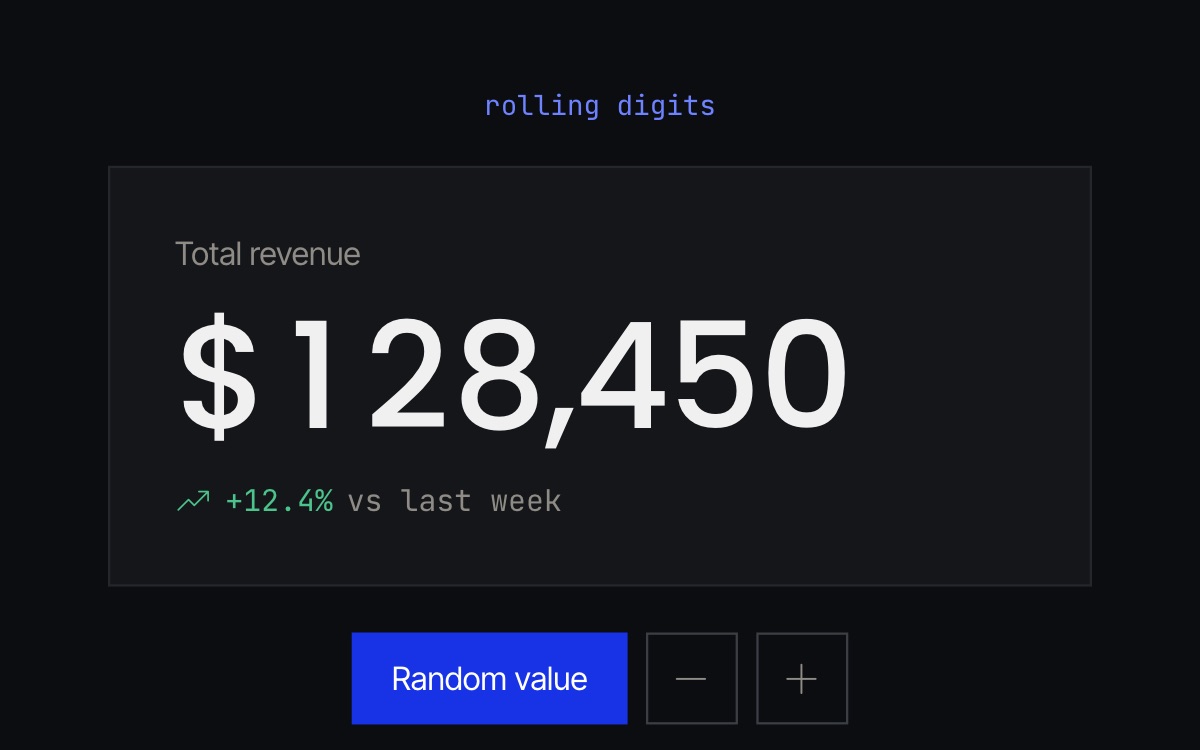 rolling digits
Total revenue
$128,450
+12.4% vs last week
Random value